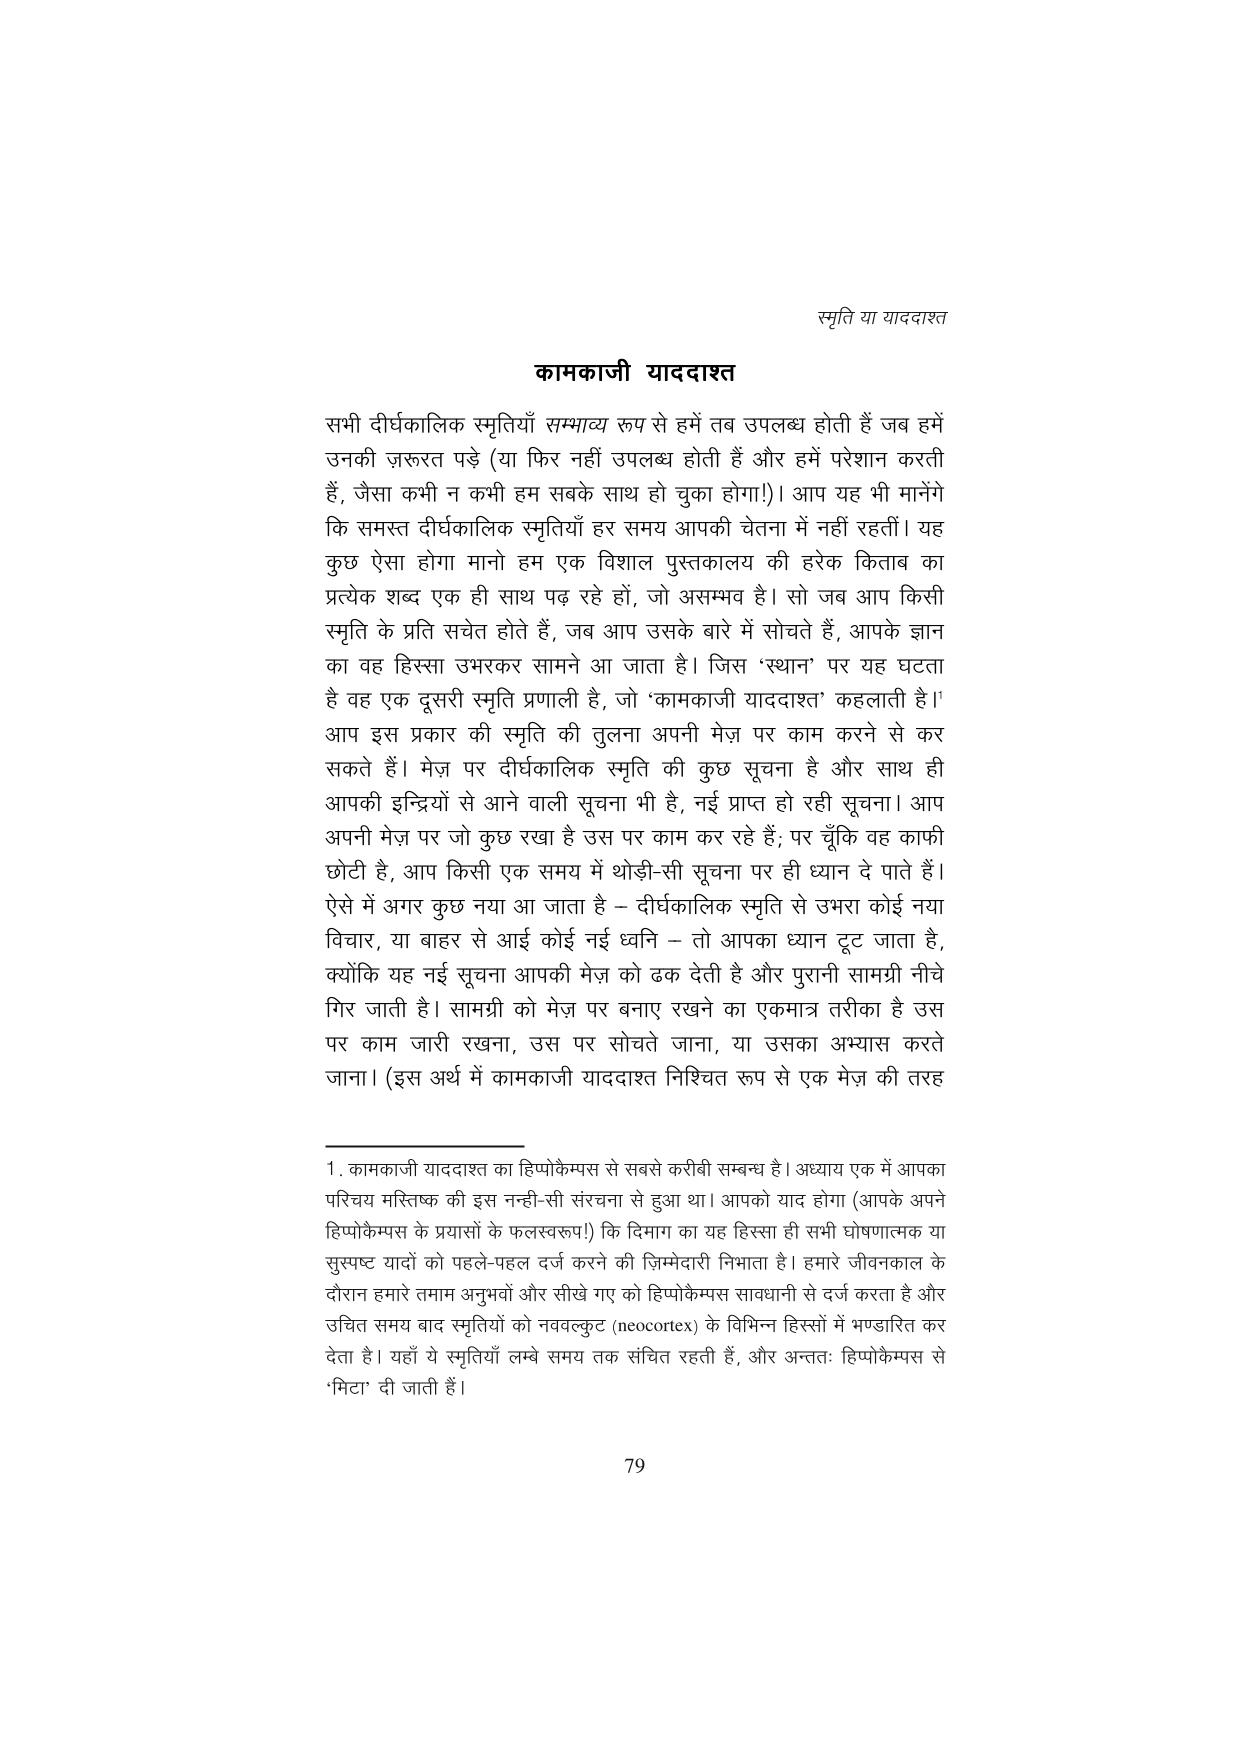 स्मृति या याददाश्त
कामकाजी याददाश्त
सभी दीर्घकालिक स्मृतियाँ सम्भाव्य रूप से हमें तब उपलब्ध होती हैं जब हमें
उनकी ज़रूरत पड़े (या फिर नहीं उपलब्ध होती हैं और हमें परेशान करती
हैं, जैसा कभी न कभी हम सबके साथ हो चुका होगा!)। आप यह भी मानेंगे
कि समस्त दीर्घकालिक स्मृतियाँ हर समय आपकी चेतना में नहीं रहतीं। यह
कुछ ऐसा होगा मानो हम एक विशाल पुस्तकालय की हरेक किताब का
प्रत्येक शब्द एक ही साथ पढ़ रहे हों, जो असम्भव है। सो जब आप किसी
स्मृति के प्रति सचेत होते हैं, जब आप उसके बारे में सोचते हैं, आपके ज्ञान
का वह हिस्सा उभरकर सामने आ जाता है। जिस ‘स्थान’ पर यह घटता
है वह एक दूसरी स्मृति प्रणाली है, जो ‘कामकाजी याददाश्त’ कहलाती है।¹
आप इस प्रकार की स्मृति की तुलना अपनी मेज़ पर काम करने से कर
सकते हैं। मेज़ पर दीर्घकालिक स्मृति की कुछ सूचना है और साथ ही
आपकी इन्द्रियों से आने वाली सूचना भी है, नई प्राप्त हो रही सूचना। आप
अपनी मेज़ पर जो कुछ रखा है उस पर काम कर रहे हैं; पर चूँकि वह काफी
छोटी है, आप किसी एक समय में थोड़ी-सी सूचना पर ही ध्यान दे पाते हैं।
ऐसे में अगर कुछ नया आ जाता है – दीर्घकालिक स्मृति से उभरा कोई नया
विचार, या बाहर से आई कोई नई ध्वनि – तो आपका ध्यान टूट जाता है,
क्योंकि यह नई सूचना आपकी मेज़ को ढक देती है और पुरानी सामग्री नीचे
गिर जाती है। सामग्री को मेज़ पर बनाए रखने का एकमात्र तरीका है उस
पर काम जारी रखना, उस पर सोचते जाना, या उसका अभ्यास करते
जाना। (इस अर्थ में कामकाजी याददाश्त निश्चित रूप से एक मेज़ की तरह
1. कामकाजी याददाश्त का हिप्पोकैम्पस से सबसे करीबी सम्बन्ध है। अध्याय एक में आपका
परिचय मस्तिष्क की इस नन्ही-सी संरचना से हुआ था। आपको याद होगा (आपके अपने
हिप्पोकैम्पस के प्रयासों के फलस्वरूप!) कि दिमाग का यह हिस्सा ही सभी घोषणात्मक या
सुस्पष्ट यादों को पहले-पहल दर्ज करने की ज़िम्मेदारी निभाता है। हमारे जीवनकाल के
दौरान हमारे तमाम अनुभवों और सीखे गए को हिप्पोकैम्पस सावधानी से दर्ज करता है और
उचित समय बाद स्मृतियों को नववल्कुट (neocortex) के विभिन्न हिस्सों में भण्डारित कर
देता है। यहाँ ये स्मृतियाँ लम्बे समय तक संचित रहती हैं, और अन्ततः हिप्पोकैम्पस से
‘मिटा’ दी जाती हैं।
79